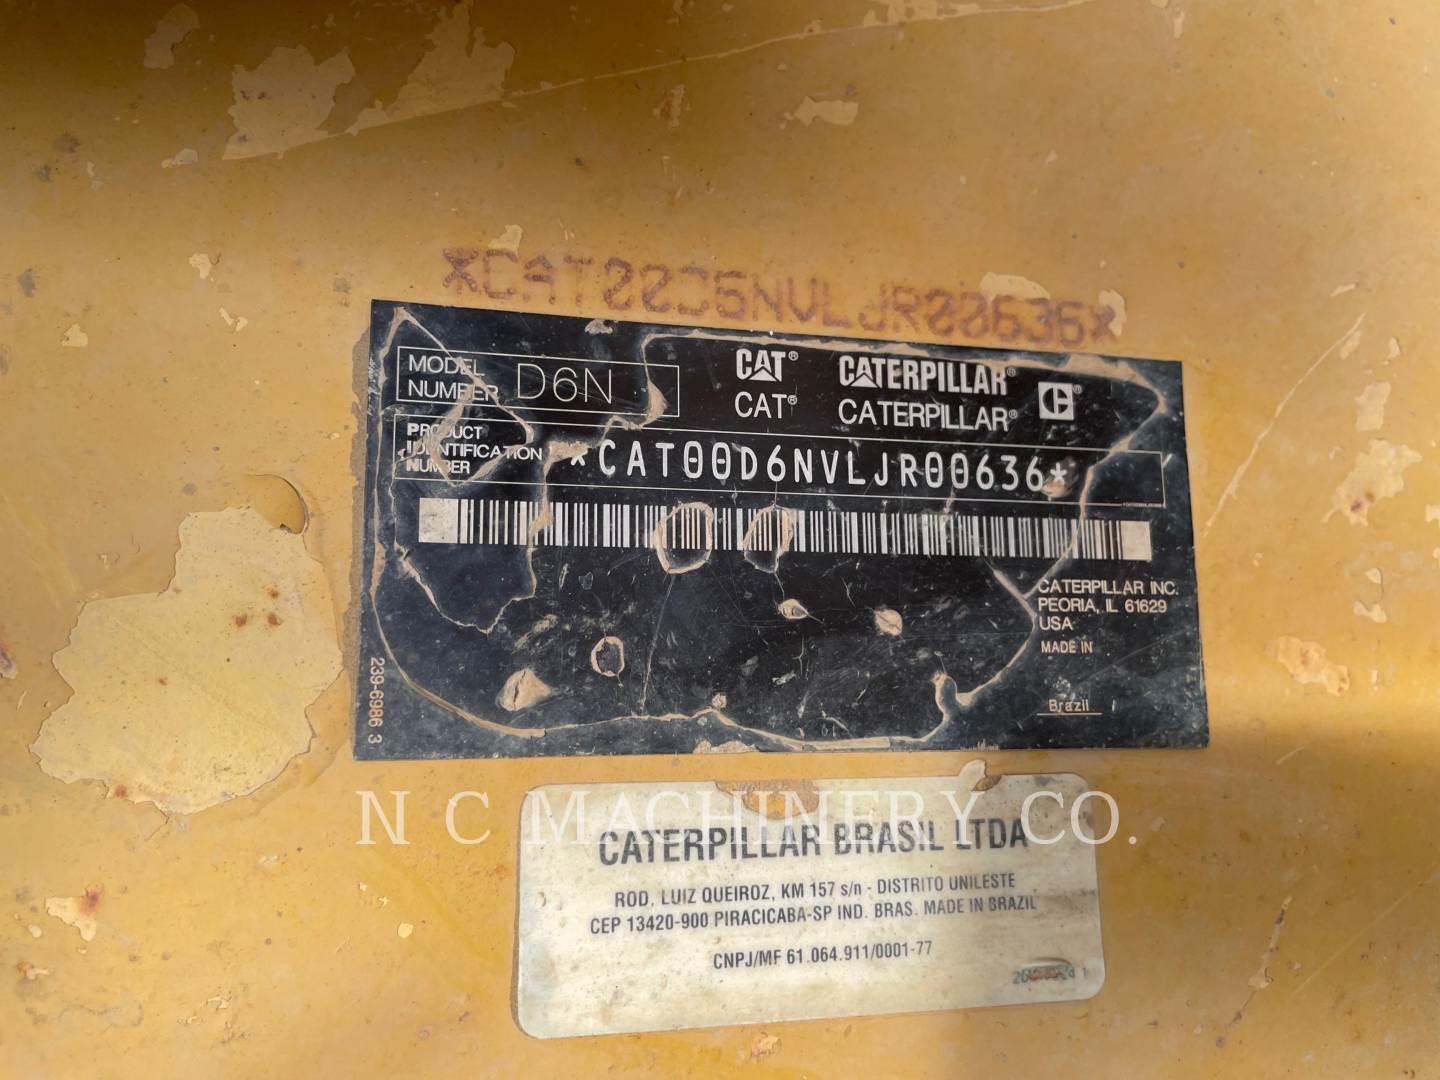 *CAT00D6NVLJR00636*
MODEL NUMBER D6N
CAT® CATERPILLAR®
CAT® CATERPILLAR®
PRODUCT IDENTIFICATION NUMBER *CAT00D6NVLJR00636*
CATERPILLAR INC.
PEORIA, IL 61629
USA
MADE IN
Brazil
239-6986 3
N C MACHINERY CO.
CATERPILLAR BRASIL LTDA
ROD. LUIZ QUEIROZ, KM 157 s/n - DISTRITO UNILESTE
CEP 13420-900 PIRACICABA-SP IND. BRAS. MADE IN BRAZIL
CNPJ/MF 61.064.911/0001-77